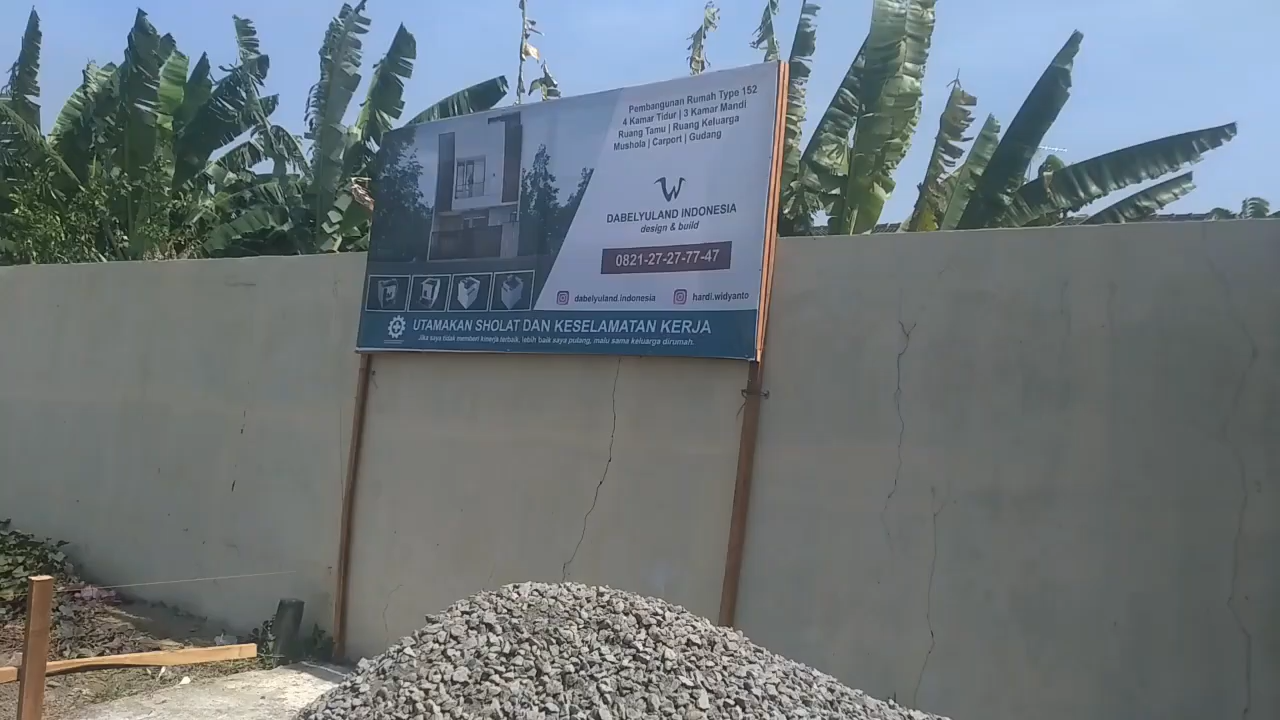 Pembangunan Rumah Type 152
4 Kamar Tidur | 3 Kamar Mandi
Ruang Tamu | Ruang Keluarga
Mushola | Carport | Gudang
DABELYULAND INDONESIA
design & build
0821-27-27-77-47
dabelyuland.indonesia hardi.widyanto
UTAMAKAN SHOLAT DAN KESELAMATAN KERJA
Jika saya tidak memberi kinerja terbaik, lebih baik saya pulang, malu sama keluarga dirumah.